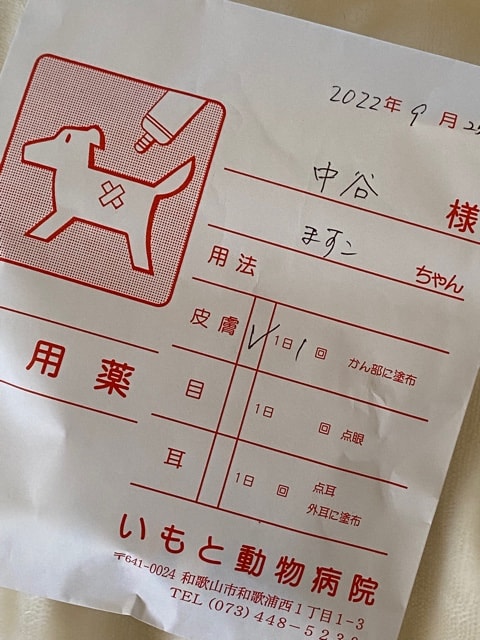 2022年 9月 25
中谷 様
ますこ ちゃん
用法
用薬
皮膚 ✓ 1日 1 回 かん部に塗布
目 1日 回 点眼
耳 1日 回 点耳
外耳に塗布
いもと動物病院
〒641-0024 和歌山市和歌浦西1丁目1-3
TEL (073) 448-52